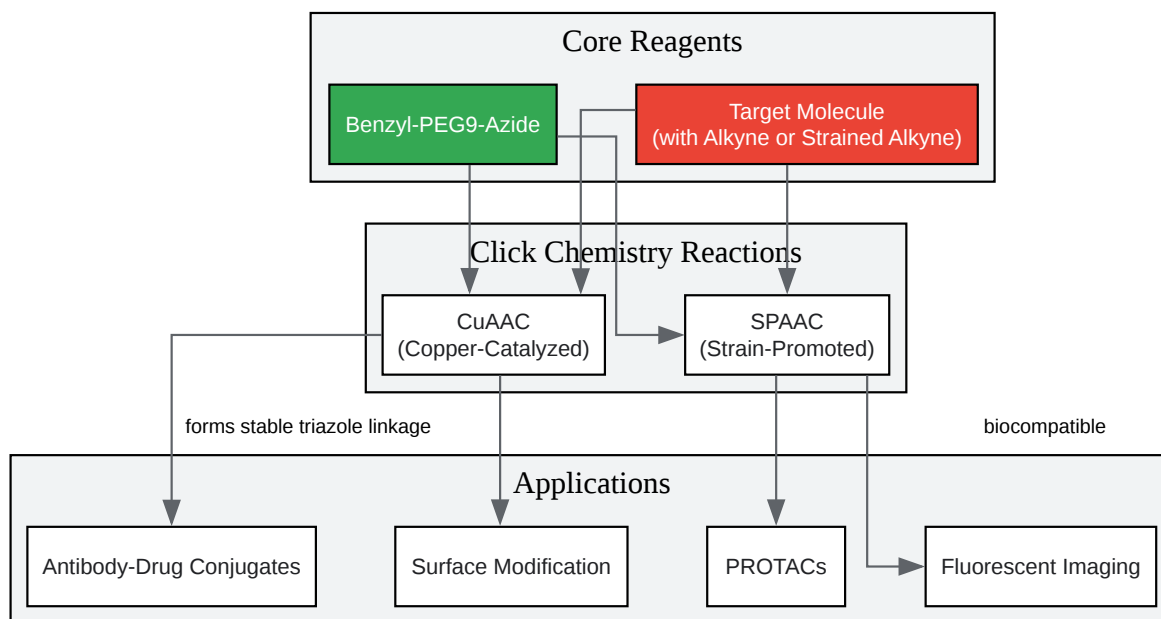 Core Reagents
Benzyl-PEG9-Azide
Target Molecule
(with Alkyne or Strained Alkyne)
Click Chemistry Reactions
CuAAC
(Copper-Catalyzed)
SPAAC
(Strain-Promoted)
forms stable triazole linkage
biocompatible
Applications
Antibody-Drug Conjugates
Surface Modification
PROTACs
Fluorescent Imaging